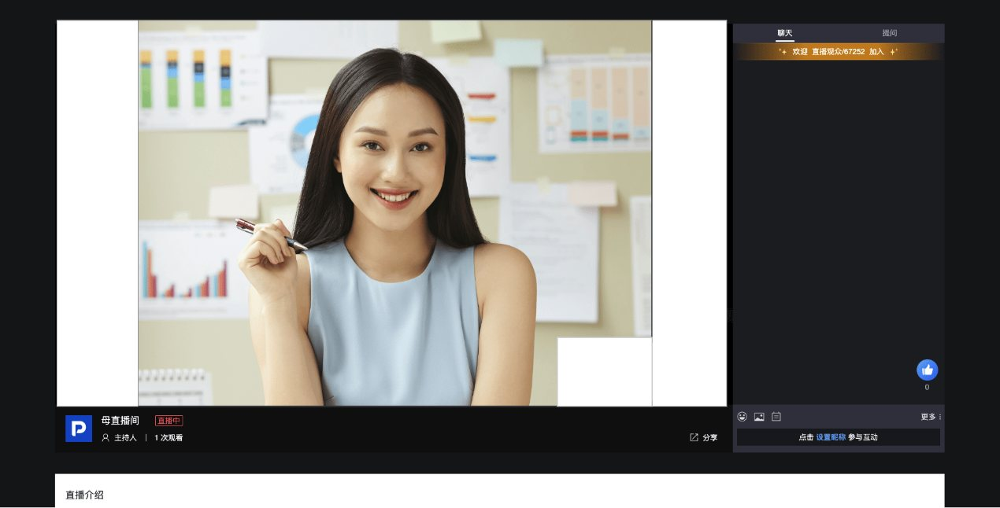 聊天
提问
欢迎 直播观众/67252 加入
0
母直播间
直播中
主持人 | 1 次观看
分享
更多
点击 设置昵称 参与互动
直播介绍